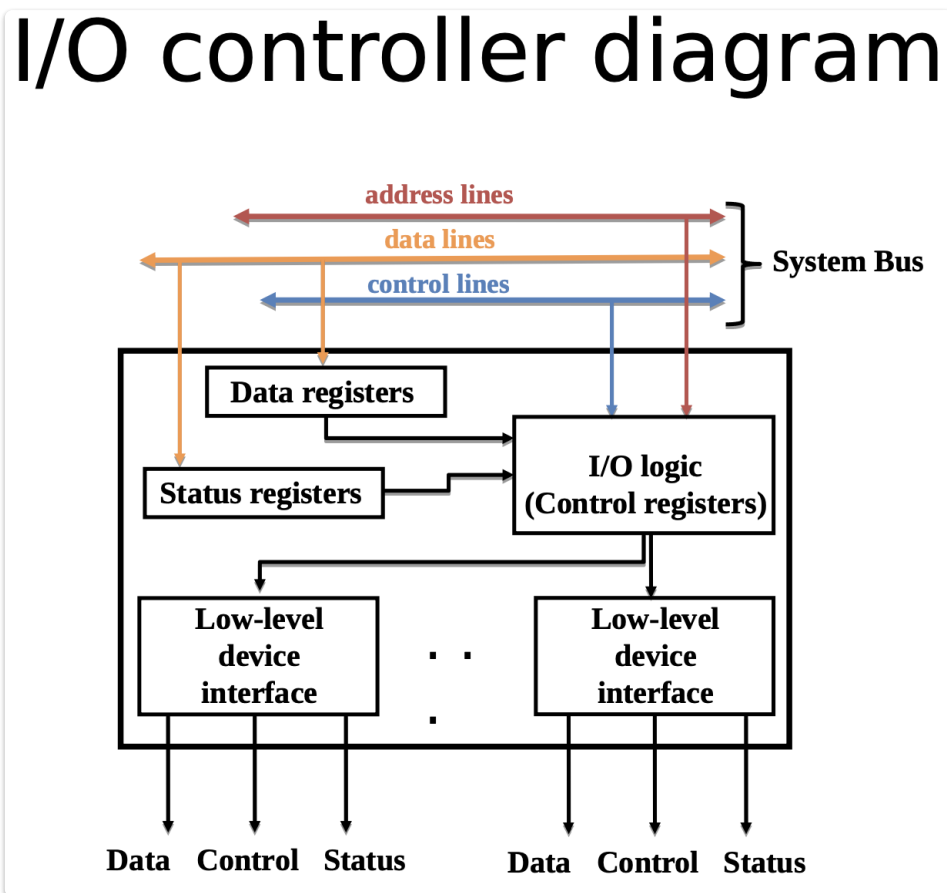 I/O controller diagram
address lines
data lines
control lines
System Bus
Data registers
Status registers
I/O logic
(Control registers)
Low-level
device
interface
. .
.
Low-level
device
interface
Data Control Status
Data Control Status